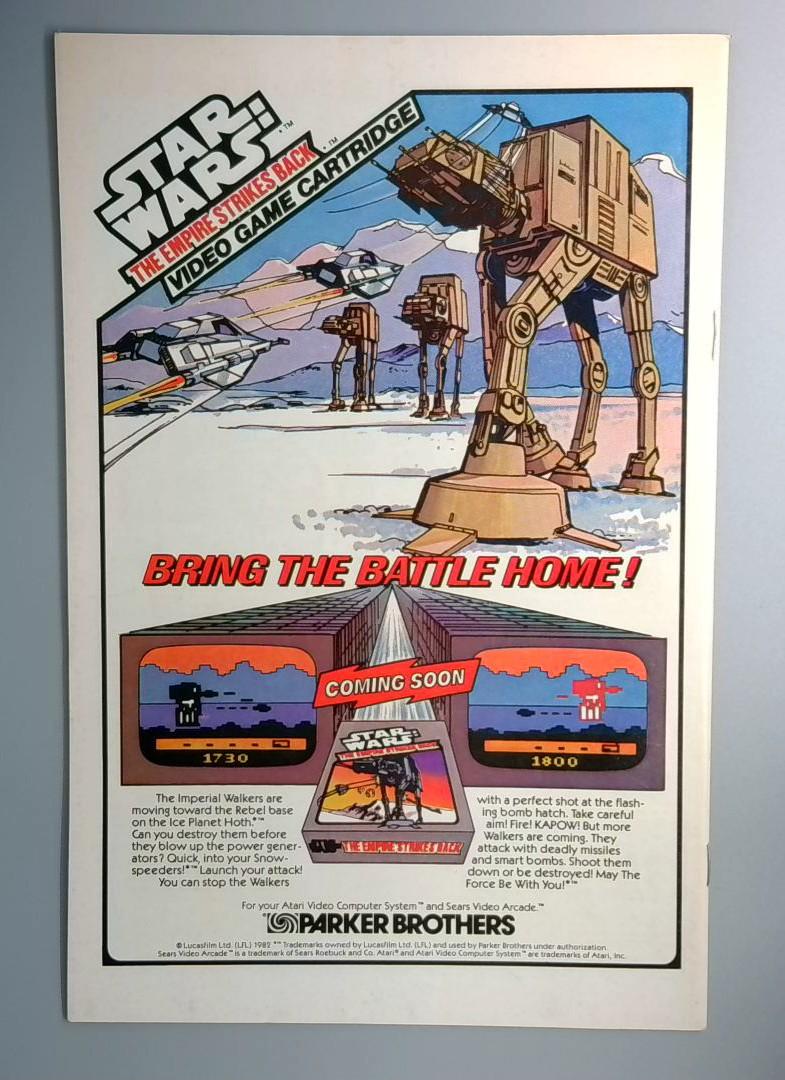 STAR
WARS:™
THE EMPIRE STRIKES BACK™
VIDEO GAME CARTRIDGE
BRING THE BATTLE HOME!
COMING SOON
1730
1800
STAR
WARS:
THE EMPIRE STRIKES BACK
THE EMPIRE STRIKES BACK
The Imperial Walkers are
moving toward the Rebel base
on the Ice Planet Hoth.*™
Can you destroy them before
they blow up the power gener-
ators? Quick, into your Snow-
speeders!*™ Launch your attack!
You can stop the Walkers
with a perfect shot at the flash-
ing bomb hatch. Take careful
aim! Fire! KAPOW! But more
Walkers are coming. They
attack with deadly missiles
and smart bombs. Shoot them
down or be destroyed! May The
Force Be With You!*™
For your Atari Video Computer System™ and Sears Video Arcade.™
PARKER BROTHERS
© Lucasfilm Ltd. (LFL) 1982 *™ Trademarks owned by Lucasfilm Ltd. (LFL) and used by Parker Brothers under authorization.
Sears Video Arcade™ is a trademark of Sears Roebuck and Co. Atari® and Atari Video Computer System™ are trademarks of Atari, Inc.